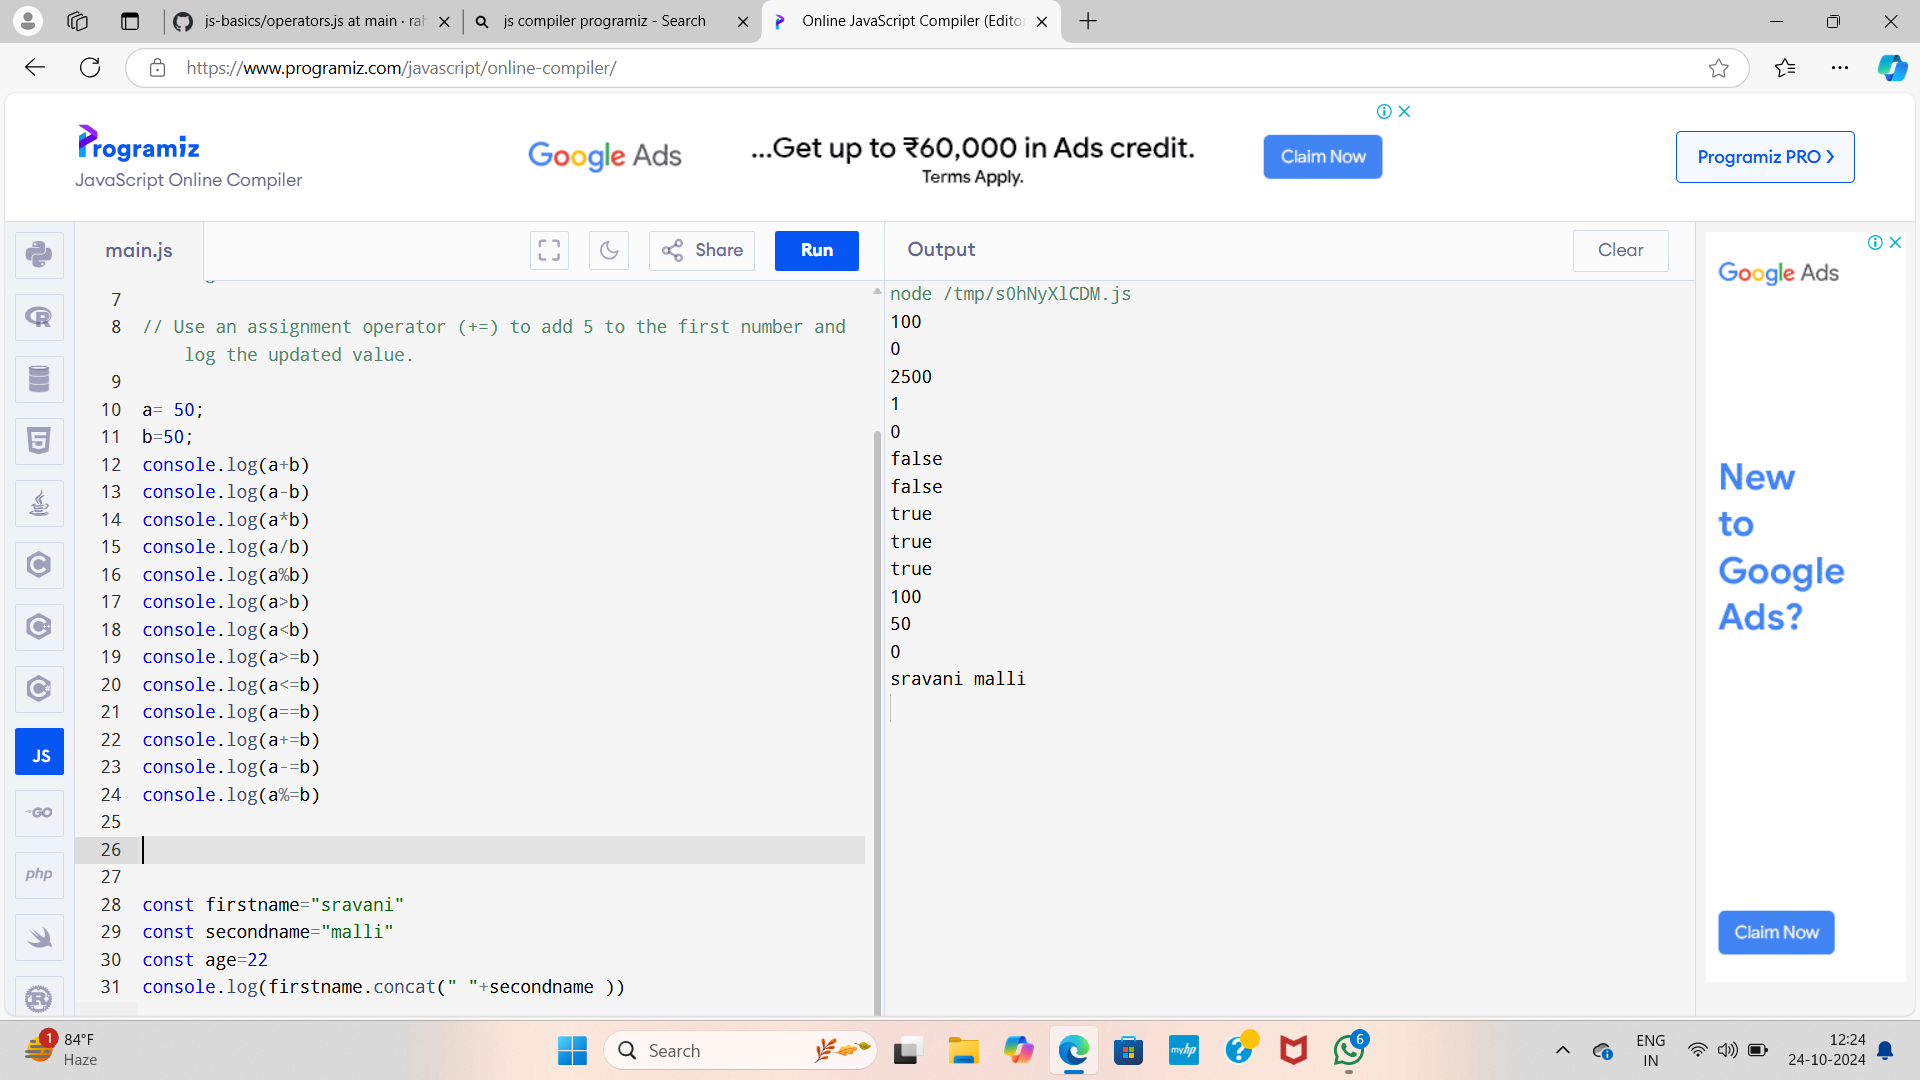 js-basics/operators.js at main · rah
js compiler programiz - Search
Online JavaScript Compiler (Edito
https://www.programiz.com/javascript/online-compiler/
Programiz
JavaScript Online Compiler
Google Ads
...Get up to ₹60,000 in Ads credit.
Terms Apply.
Claim Now
Programiz PRO
main.js
Share
Run
Output
Clear
7
8 // Use an assignment operator (+=) to add 5 to the first number and
log the updated value.
9
10 a= 50;
11 b=50;
12 console.log(a+b)
13 console.log(a-b)
14 console.log(a*b)
15 console.log(a/b)
16 console.log(a%b)
17 console.log(a>b)
18 console.log(a<b)
19 console.log(a>=b)
20 console.log(a<=b)
21 console.log(a==b)
22 console.log(a+=b)
23 console.log(a-=b)
24 console.log(a%=b)
25
26
27
28 const firstname="sravani"
29 const secondname="malli"
30 const age=22
31 console.log(firstname.concat(" "+secondname ))
node /tmp/s0hNyXlCDM.js
100
0
2500
1
0
false
false
true
true
true
100
50
0
sravani malli
Google Ads
New
to
Google
Ads?
Claim Now
JS
GO
php
1
84°F
Haze
Search
myhp
6
ENG
IN
12:24
24-10-2024